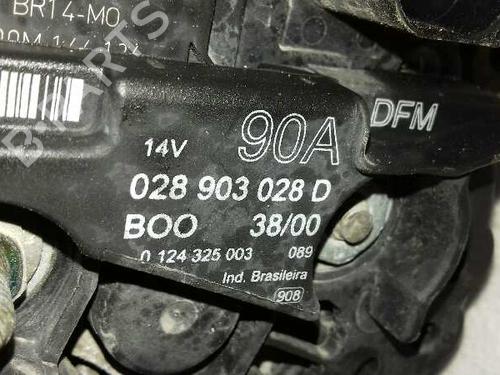 BR14-M0
14V 90A DFM
028 903 028 D
BOO 38/00
0 124 325 003 089
Ind. Brasileira
908